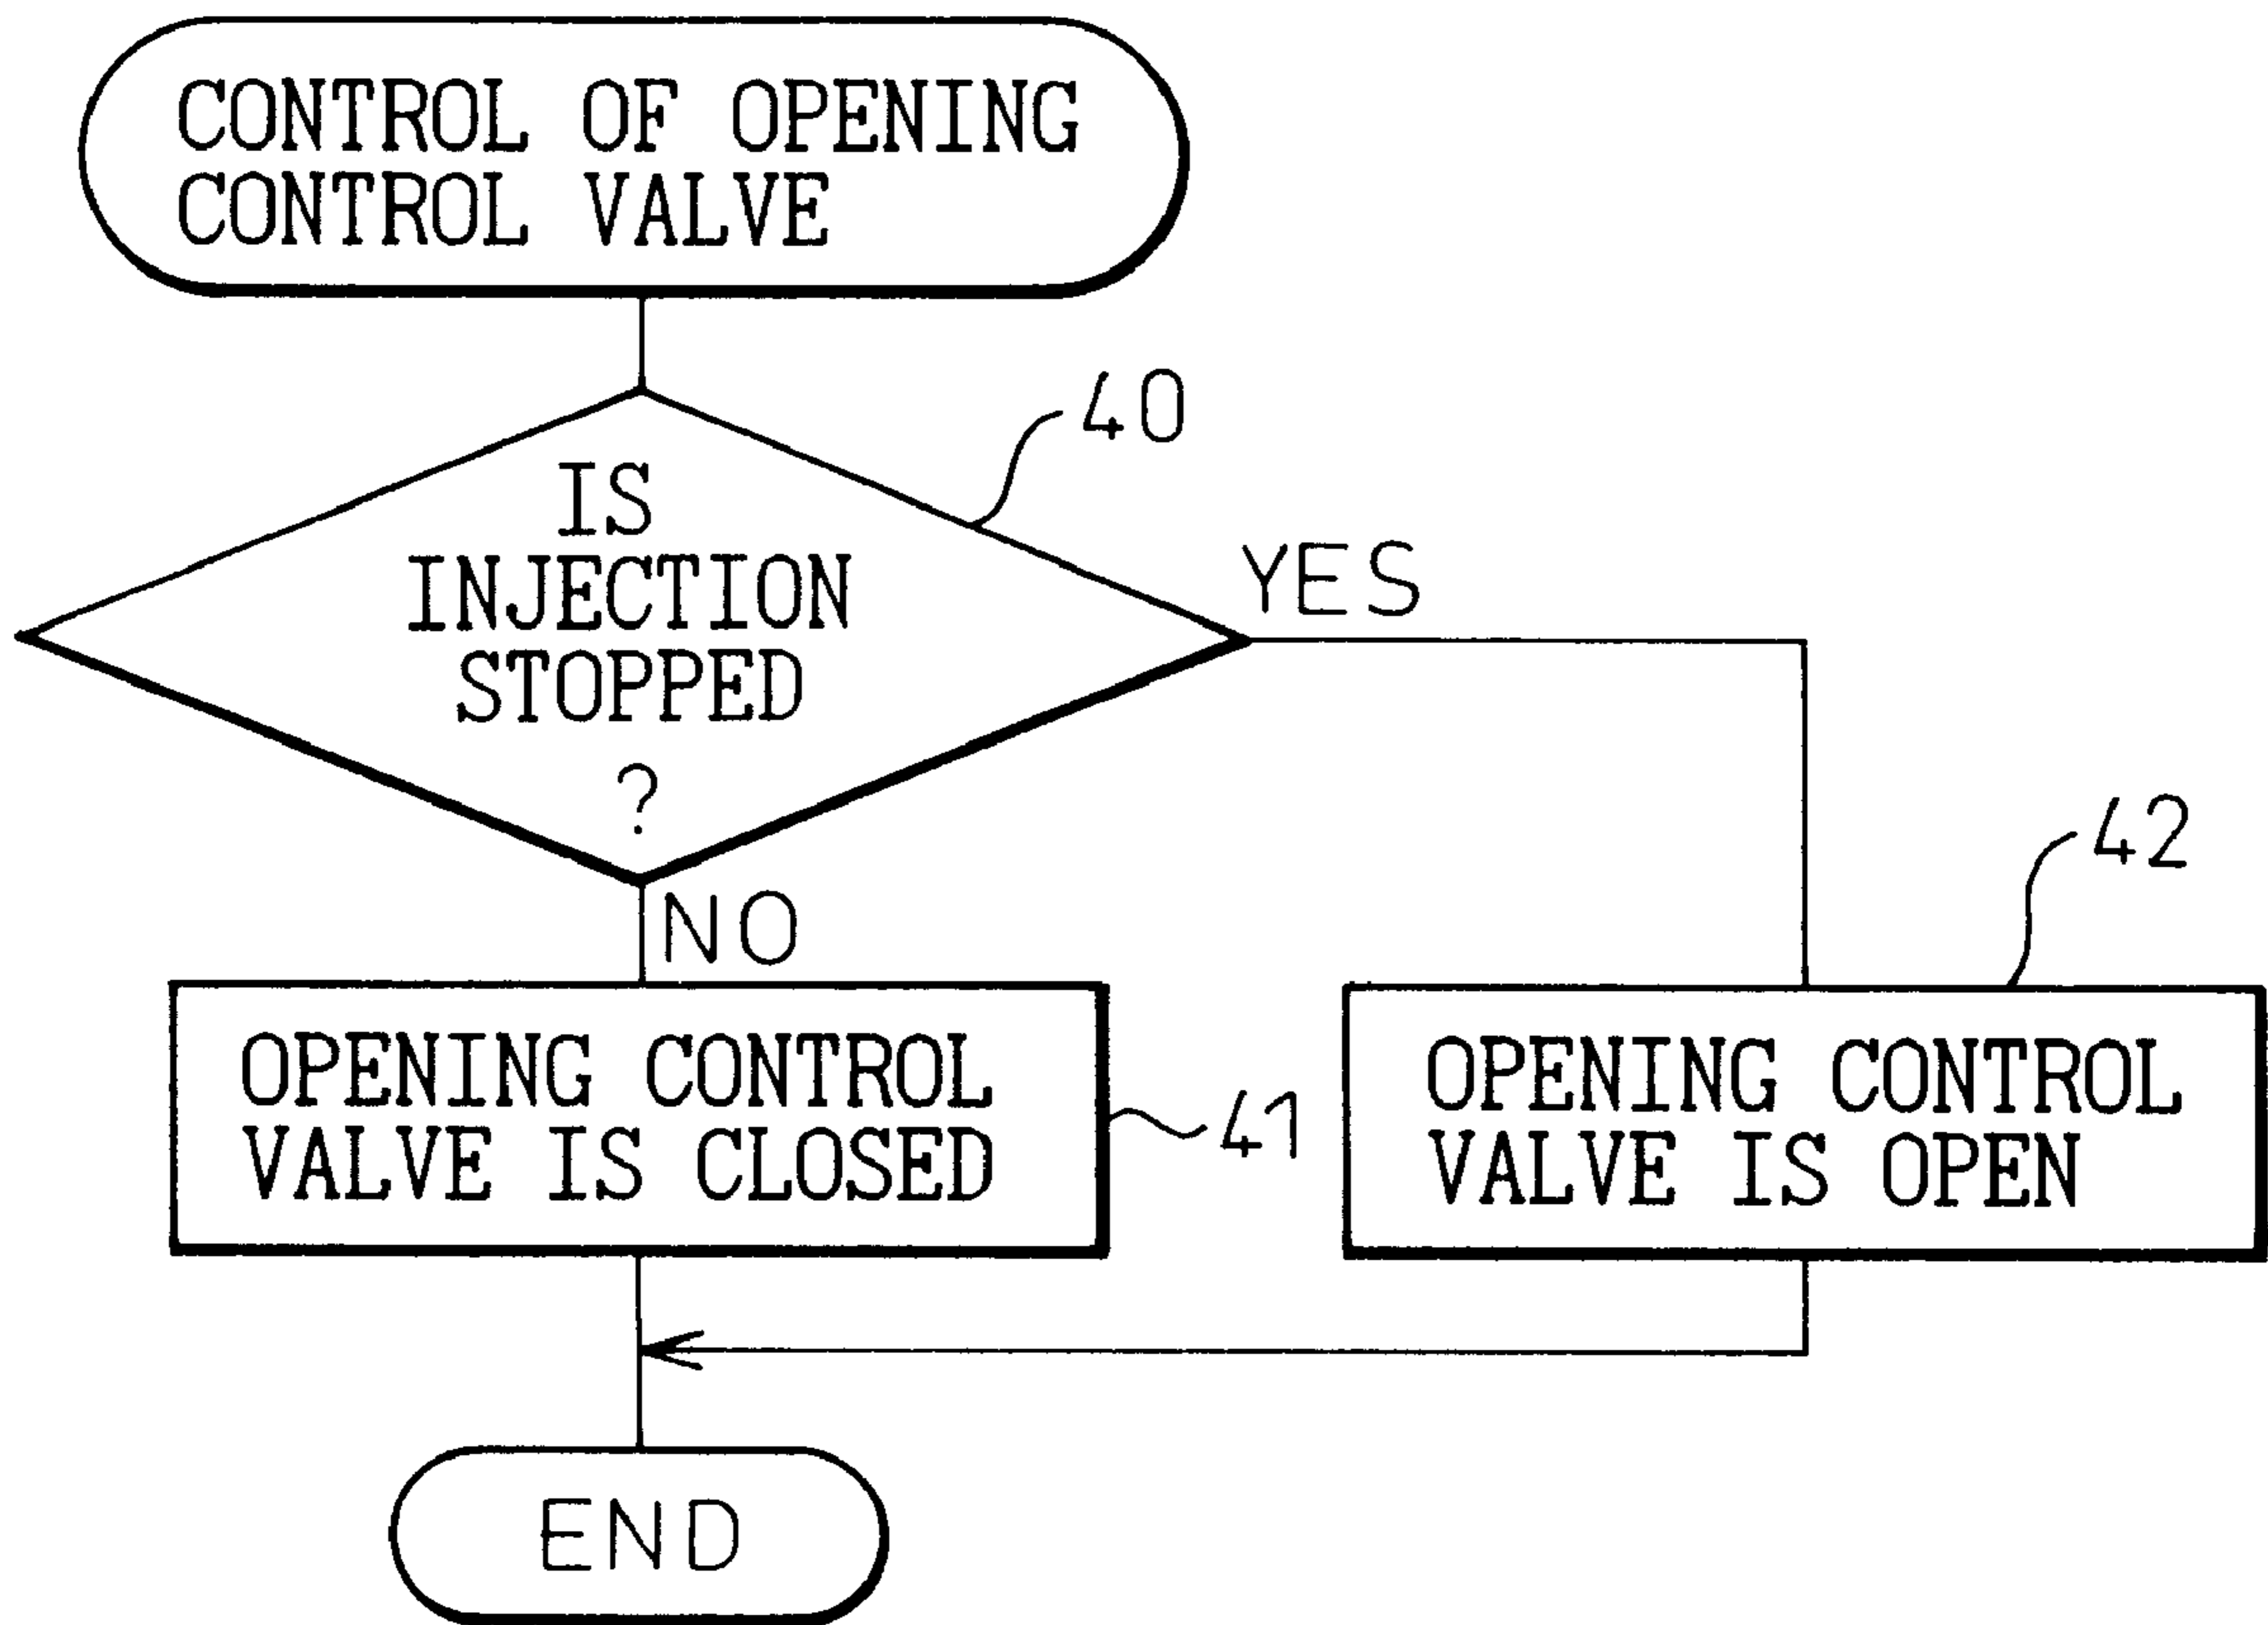 CONTROL OF OPENING
CONTROL VALVE
40
IS
INJECTION
STOPPED
?
YES
NO
42
OPENING CONTROL
VALVE IS CLOSED
41
OPENING CONTROL
VALVE IS OPEN
END